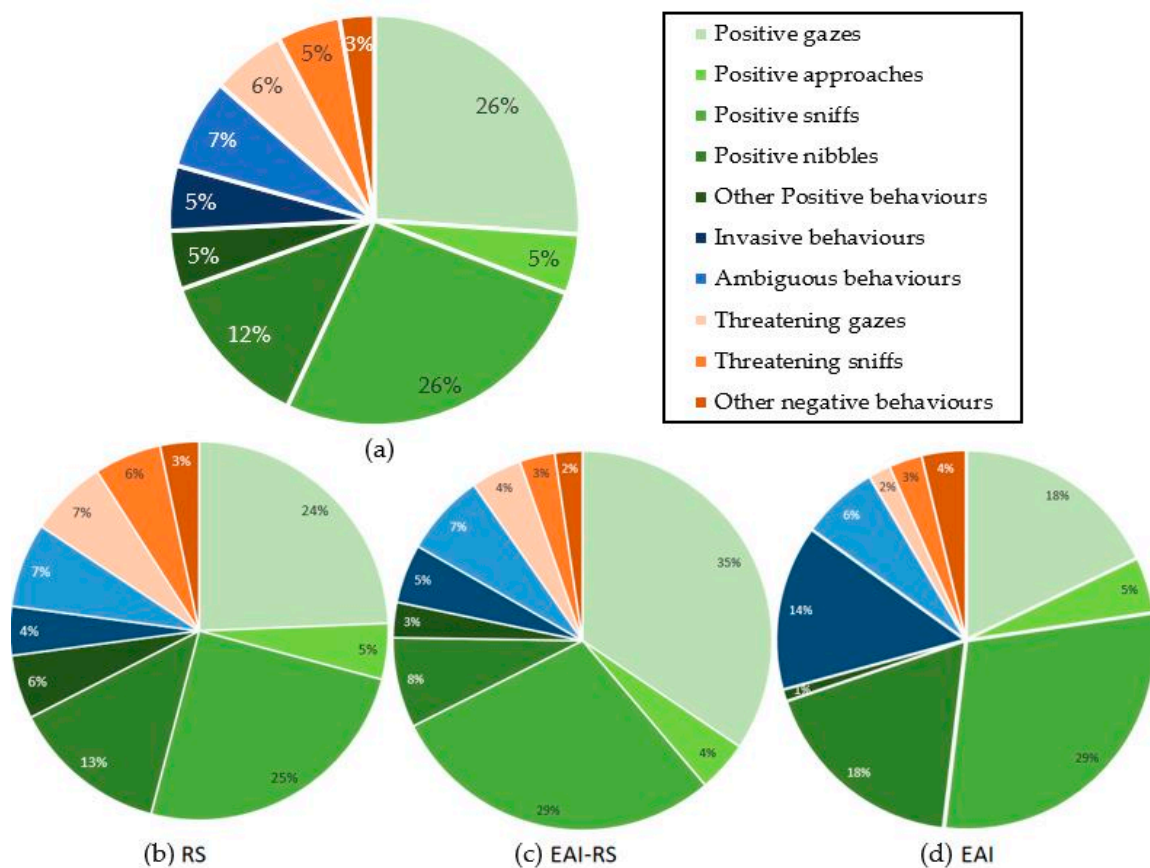 3%
5%
6%
26%
7%
5%
5%
5%
12%
26%
Positive gazes
Positive approaches
Positive sniffs
Positive nibbles
Other Positive behaviours
Invasive behaviours
Ambiguous behaviours
Threatening gazes
Threatening sniffs
Other negative behaviours
(a)
3%
6%
7%
24%
7%
4%
5%
6%
13%
25%
(b) RS
2%
3%
4%
35%
7%
5%
3%
8%
4%
29%
(c) EAI-RS
4%
3%
2%
18%
6%
5%
14%
1%
18%
29%
(d) EAI